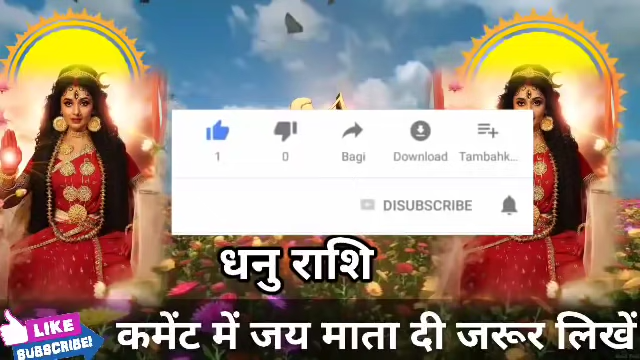 1 0 Bagi Download Tambahk...
DISUBSCRIBE
धनु राशि
LIKE
SUBSCRIBE!
कमेंट में जय माता दी जरूर लिखें